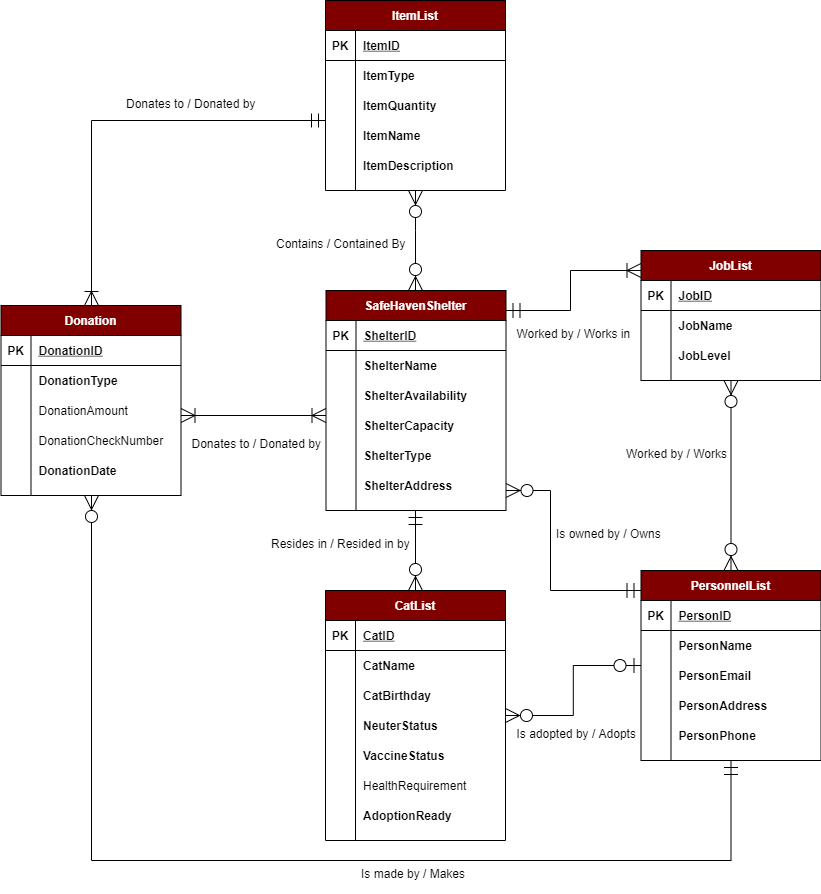 ItemList
PK ItemID
ItemType
ItemQuantity
ItemName
ItemDescription
Donates to / Donated by
Contains / Contained By
JobList
PK JobID
JobName
JobLevel
Donation
PK DonationID
DonationType
DonationAmount
DonationCheckNumber
DonationDate
SafeHavenShelter
PK ShelterID
ShelterName
ShelterAvailability
ShelterCapacity
ShelterType
ShelterAddress
Worked by / Works in
Donates to / Donated by
Worked by / Works
Is owned by / Owns
Resides in / Resided in by
CatList
PK CatID
CatName
CatBirthday
NeuterStatus
VaccineStatus
HealthRequirement
AdoptionReady
PersonnelList
PK PersonID
PersonName
PersonEmail
PersonAddress
PersonPhone
Is adopted by / Adopts
Is made by / Makes